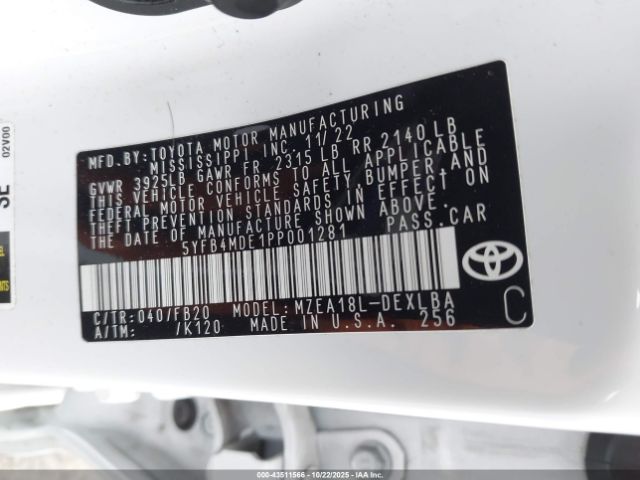 MFD.BY:TOYOTA MOTOR MANUFACTURING
MISSISSIPPI INC. 11/22
GVWR 3925LB GAWR FR 2315 LB RR 2140 LB
THIS VEHICLE CONFORMS TO ALL APPLICABLE
FEDERAL MOTOR VEHICLE SAFETY,BUMPER,AND
THEFT PREVENTION STANDARDS IN EFFECT ON
THE DATE OF MANUFACTURE SHOWN ABOVE.
5YFB4MDE1PP001281 PASS.CAR
C/TR:040/FB20 MODEL:MZEA18L-DEXLBA
A/TM: /K120 MADE IN U.S.A. 256
C
02V00
SE
000-43511566 - 10/22/2025 - IAAI.COM